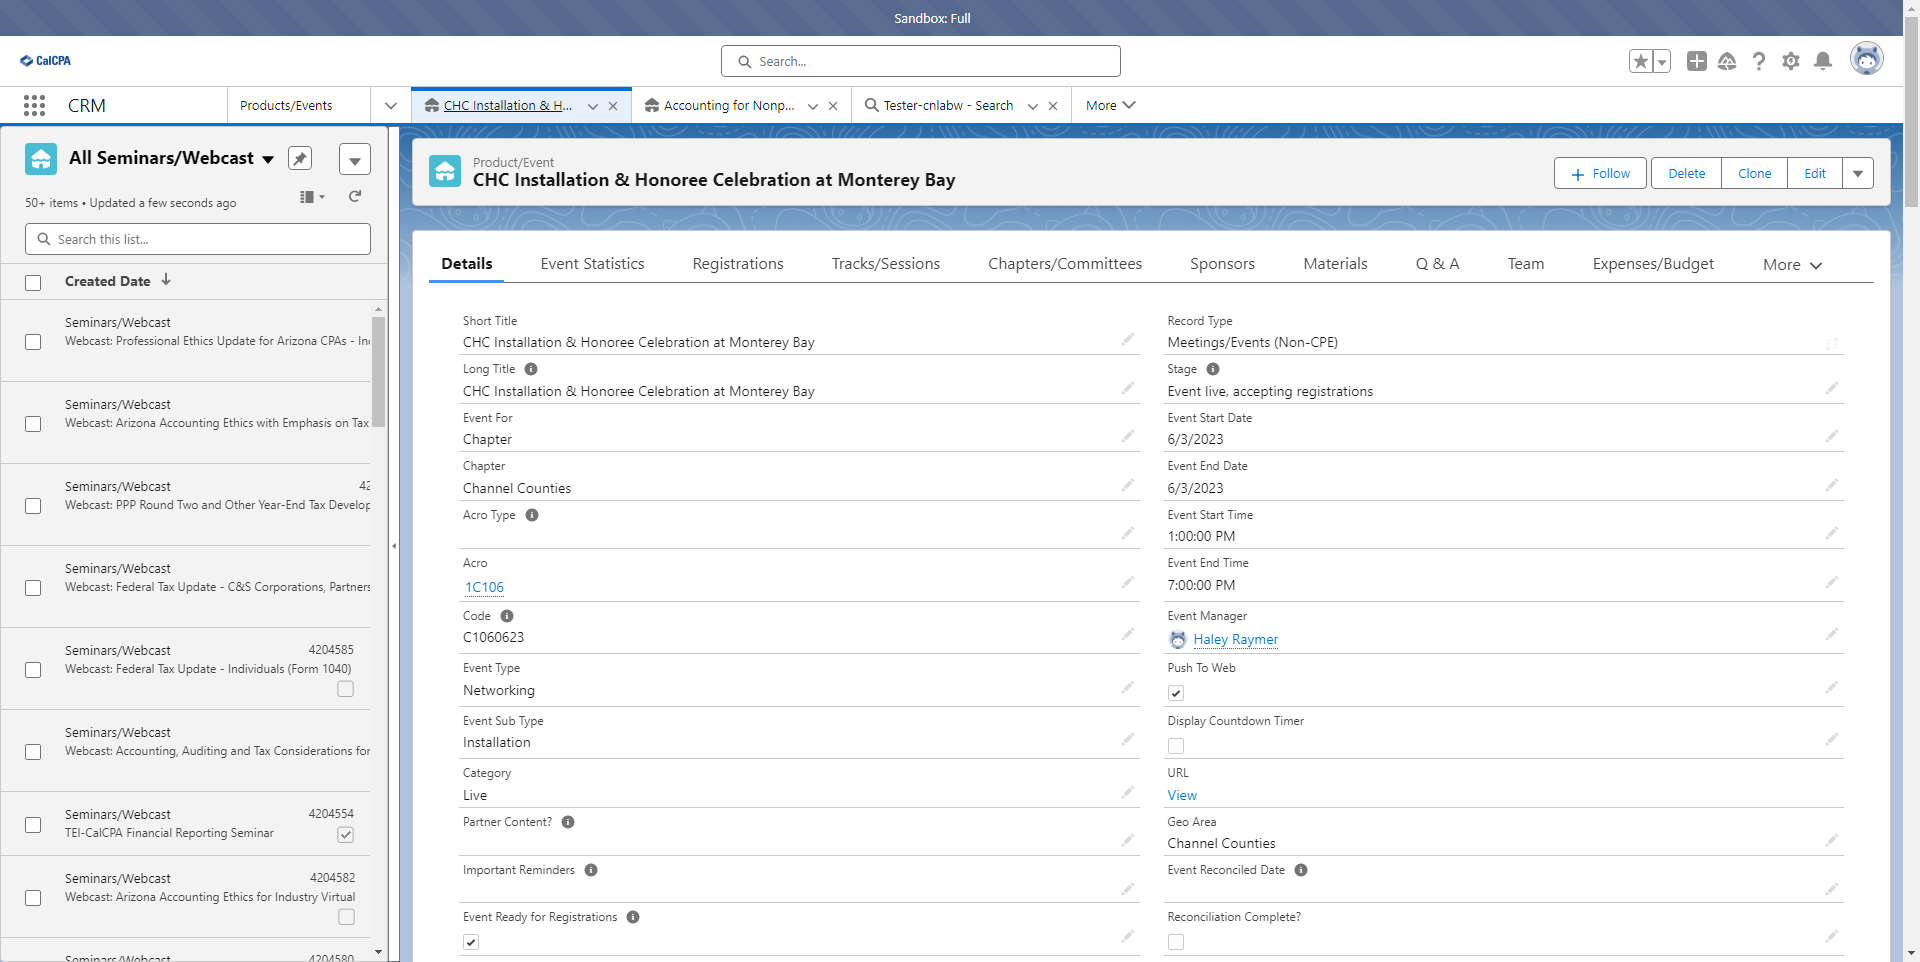 Sandbox: Full
CalCPA
Search...
CRM
Products/Events
CHC Installation & H...
Accounting for Nonp...
Tester-cnlabw - Search
More
All Seminars/Webcast
50+ items • Updated a few seconds ago
Search this list...
Created Date
Seminars/Webcast
Webcast: Professional Ethics Update for Arizona CPAs - In
Seminars/Webcast
Webcast: Arizona Accounting Ethics with Emphasis on Tax
Seminars/Webcast 42
Webcast: PPP Round Two and Other Year-End Tax Develop
Seminars/Webcast
Webcast: Federal Tax Update - C&S Corporations, Partners
Seminars/Webcast 4204585
Webcast: Federal Tax Update - Individuals (Form 1040)
Seminars/Webcast
Webcast: Accounting, Auditing and Tax Considerations for
Seminars/Webcast 4204554
TEI-CalCPA Financial Reporting Seminar
Seminars/Webcast 4204582
Webcast: Arizona Accounting Ethics for Industry Virtual
Seminars/Webcast 4204580
Product/Event
CHC Installation & Honoree Celebration at Monterey Bay
Follow
Delete
Clone
Edit
Details
Event Statistics
Registrations
Tracks/Sessions
Chapters/Committees
Sponsors
Materials
Q & A
Team
Expenses/Budget
More
Short Title
CHC Installation & Honoree Celebration at Monterey Bay
Long Title
CHC Installation & Honoree Celebration at Monterey Bay
Event For
Chapter
Chapter
Channel Counties
Acro Type
Acro
1C106
Code
C1060623
Event Type
Networking
Event Sub Type
Installation
Category
Live
Partner Content?
Important Reminders
Event Ready for Registrations
Record Type
Meetings/Events (Non-CPE)
Stage
Event live, accepting registrations
Event Start Date
6/3/2023
Event End Date
6/3/2023
Event Start Time
1:00:00 PM
Event End Time
7:00:00 PM
Event Manager
Haley Raymer
Push To Web
Display Countdown Timer
URL
View
Geo Area
Channel Counties
Event Reconciled Date
Reconciliation Complete?